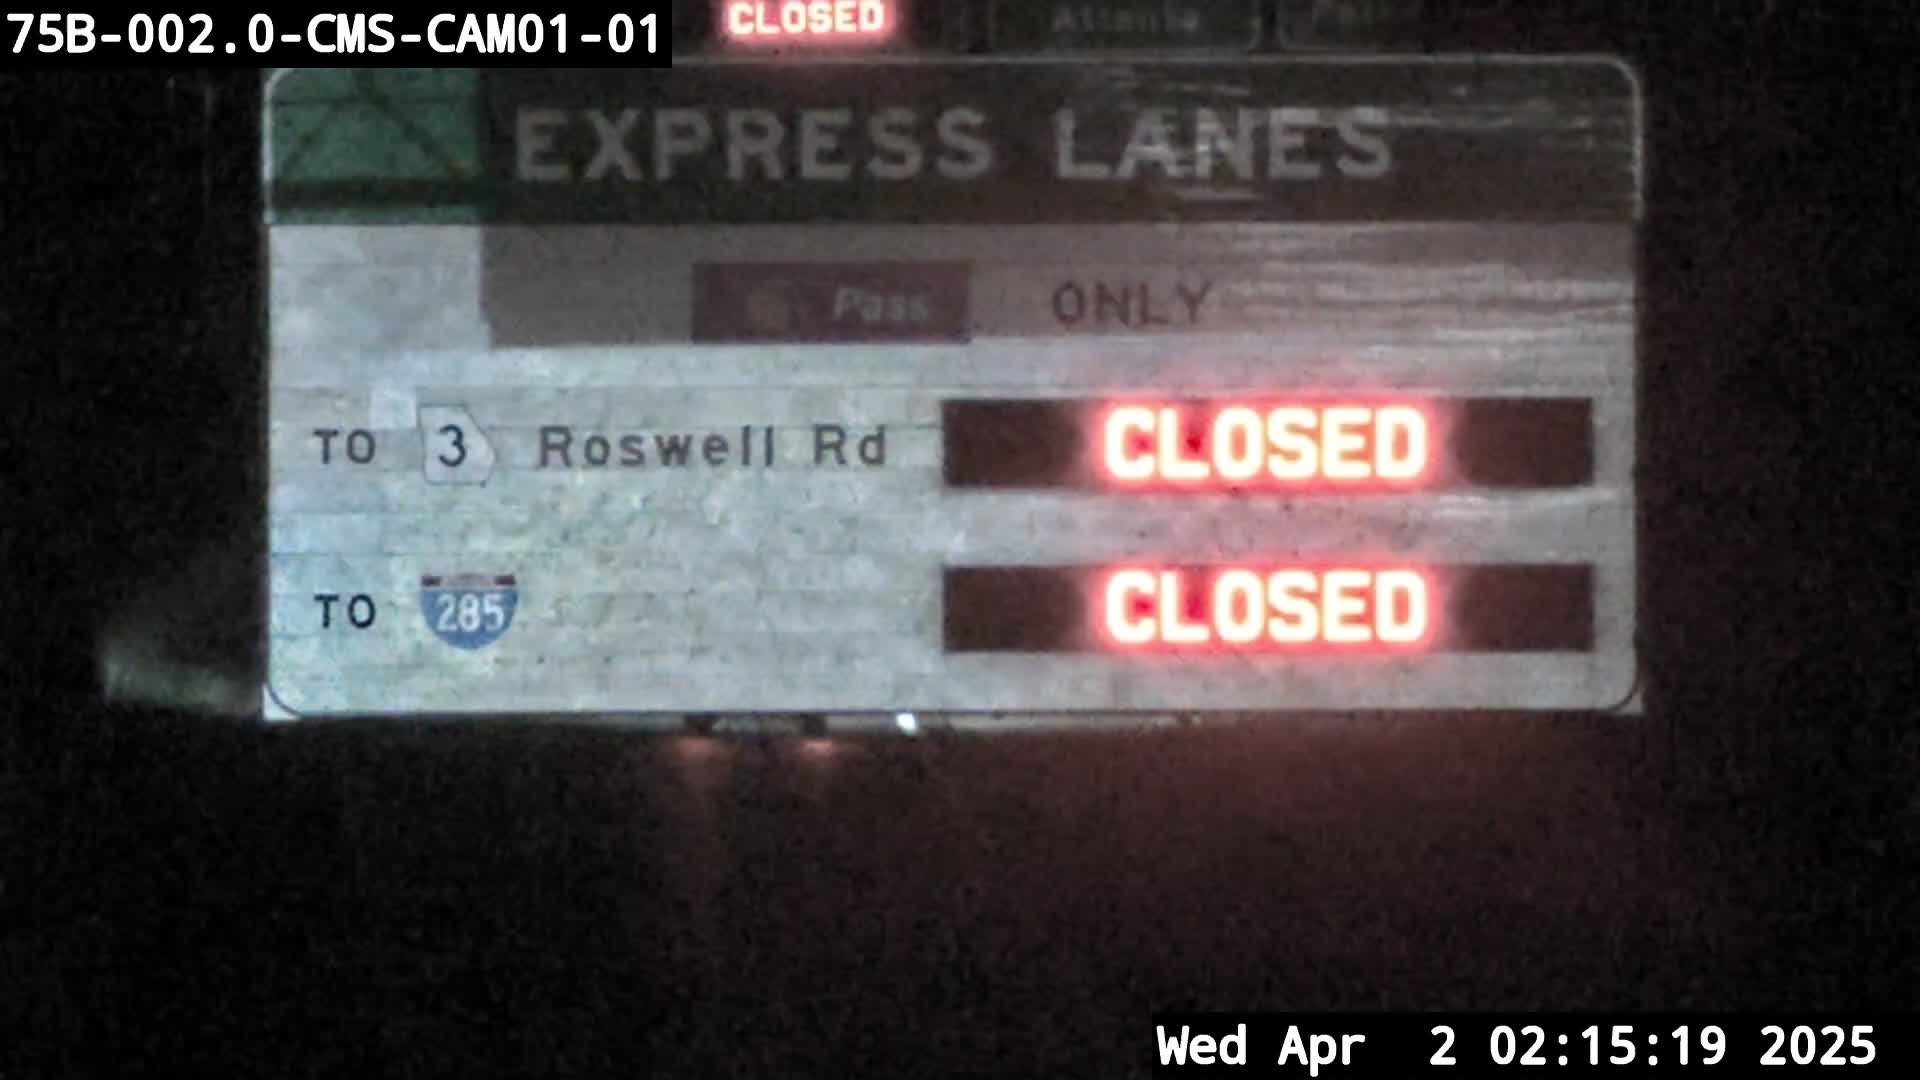 75B-002.0-CMS-CAM01-01
CLOSED
Atlanta
EXPRESS LANES
Pass ONLY
TO 3 Roswell Rd CLOSED
TO 285 CLOSED
Wed Apr 2 02:15:19 2025